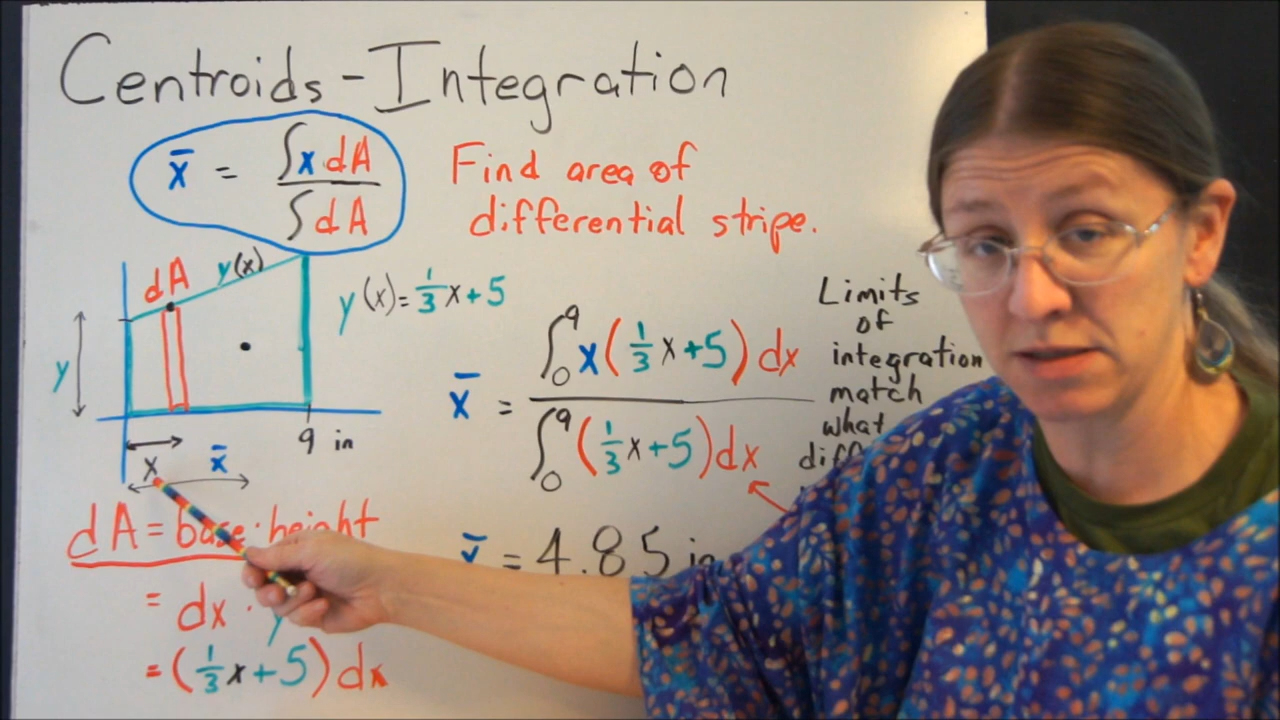 Centroids - Integration
x̄ = ∫x dA / ∫dA
Find area of
differential stripe.
dA
y(x)
y(x) = 1/3 x + 5
y
x
x̄
9 in
x̄ = ∫₀⁹ x(1/3 x + 5) dx / ∫₀⁹ (1/3 x + 5) dx
Limits
of
integration
match
what
x̄ = 4.85 in
dA = base · height
= dx · y
= (1/3 x + 5) dx